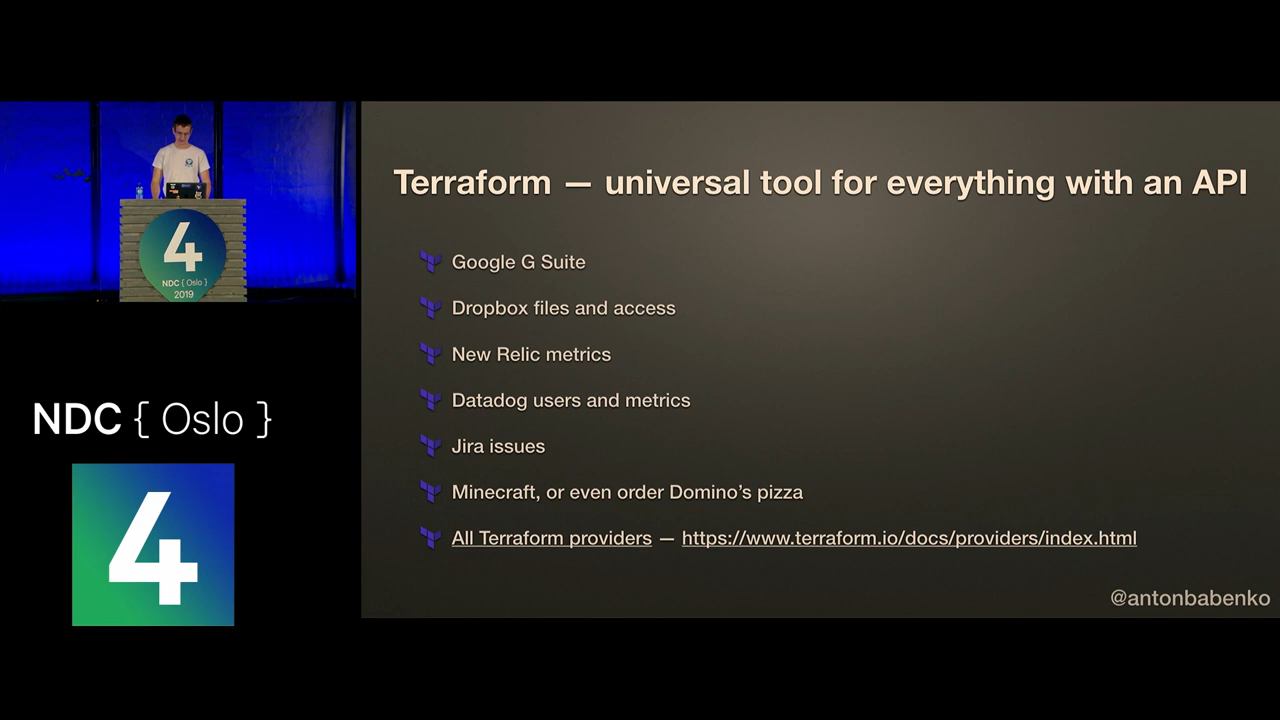 Terraform — universal tool for everything with an API
Google G Suite
Dropbox files and access
New Relic metrics
Datadog users and metrics
Jira issues
Minecraft, or even order Domino’s pizza
All Terraform providers — https://www.terraform.io/docs/providers/index.html
@antonbabenko
4
NDC { Oslo }
2019
NDC { Oslo }
4